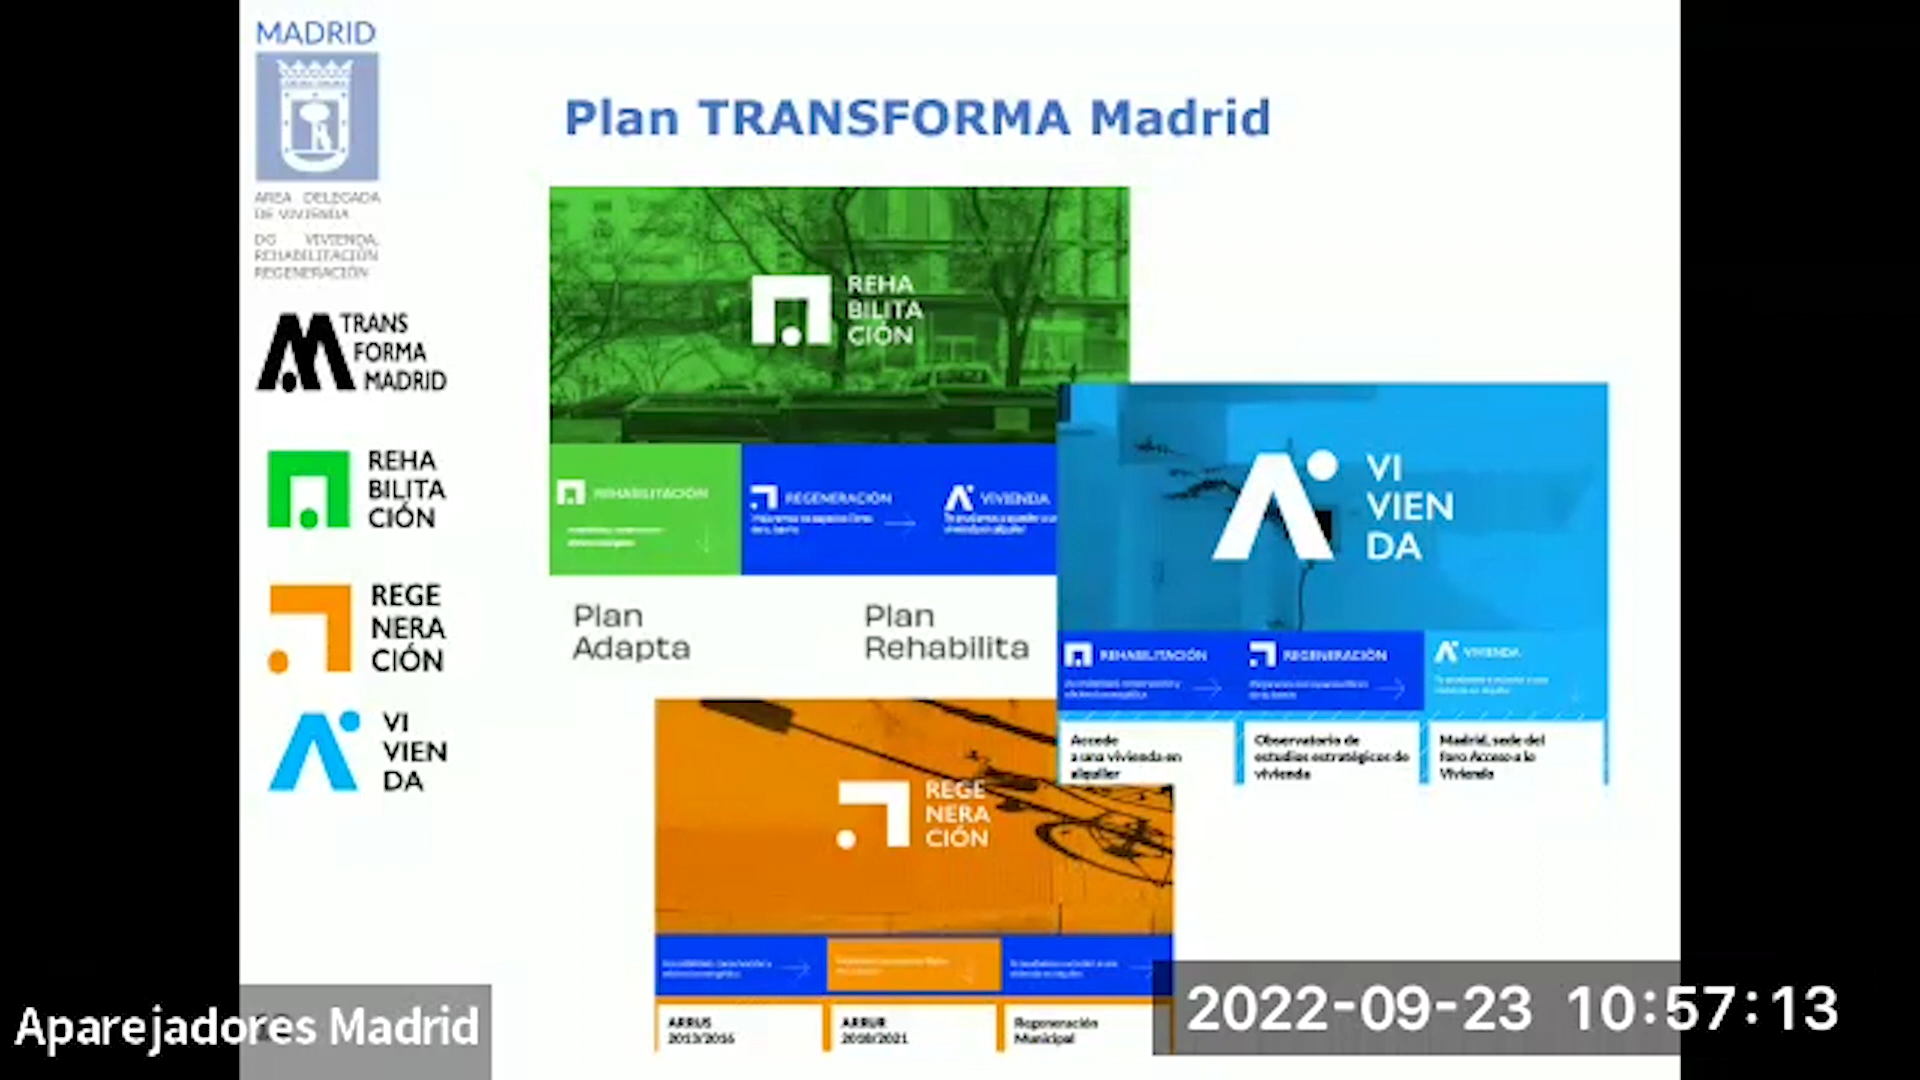 MADRID
AREA DELEGADA
DE VIVIENDA
DG VIVIENDA,
REHABILITACIÓN
REGENERACIÓN
TRANS
FORMA
MADRID
REHA
BILITA
CIÓN
REGE
NERA
CIÓN
VI
VIEN
DA
Plan TRANSFORMA Madrid
REHA
BILITA
CIÓN
REHABILITACIÓN
REGENERACIÓN
VIVIENDA
Plan
Adapta
Plan
Rehabilita
VI
VIEN
DA
REHABILITACIÓN
REGENERACIÓN
VIVIENDA
Accede
a una vivienda en
alquiler
Observatorio de
estudios estratégicos de
vivienda
Madrid, sede del
foro Acceso a la
Vivienda
REGE
NERA
CIÓN
ARRUS
2013/2016
ARRUR
2018/2021
Regeneración
Municipal
Aparejadores Madrid
2022-09-23 10:57:13